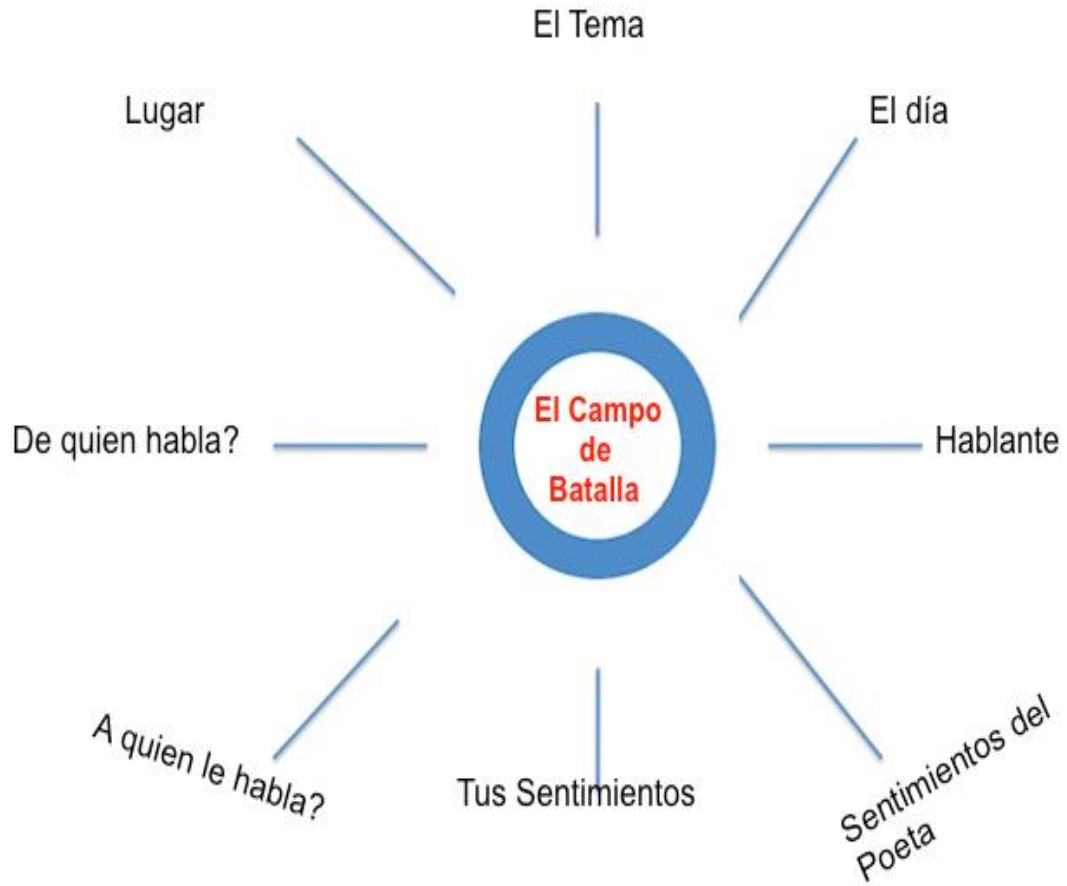 El Tema
Lugar
El día
El Campo
de
Batalla
De quien habla?
Hablante
A quien le habla?
Tus Sentimientos
Sentimientos del
Poeta